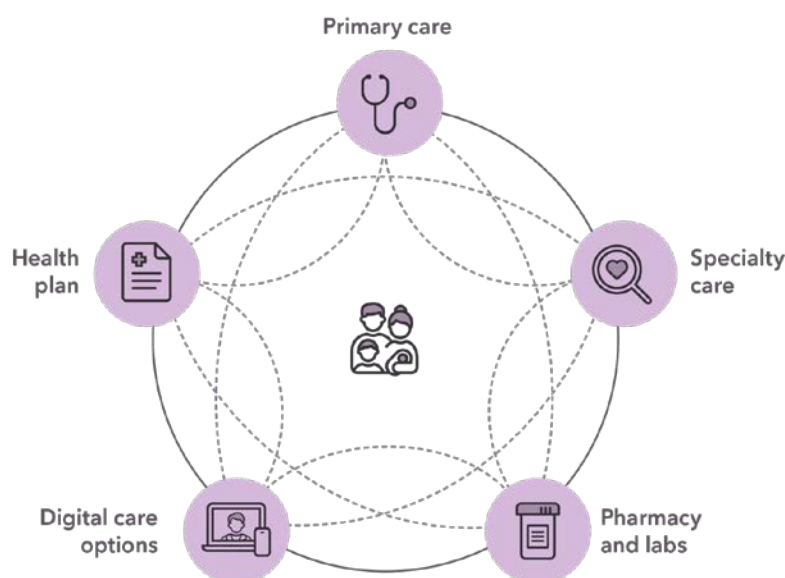 Primary care
Health
plan
Specialty
care
Digital care
options
Pharmacy
and labs